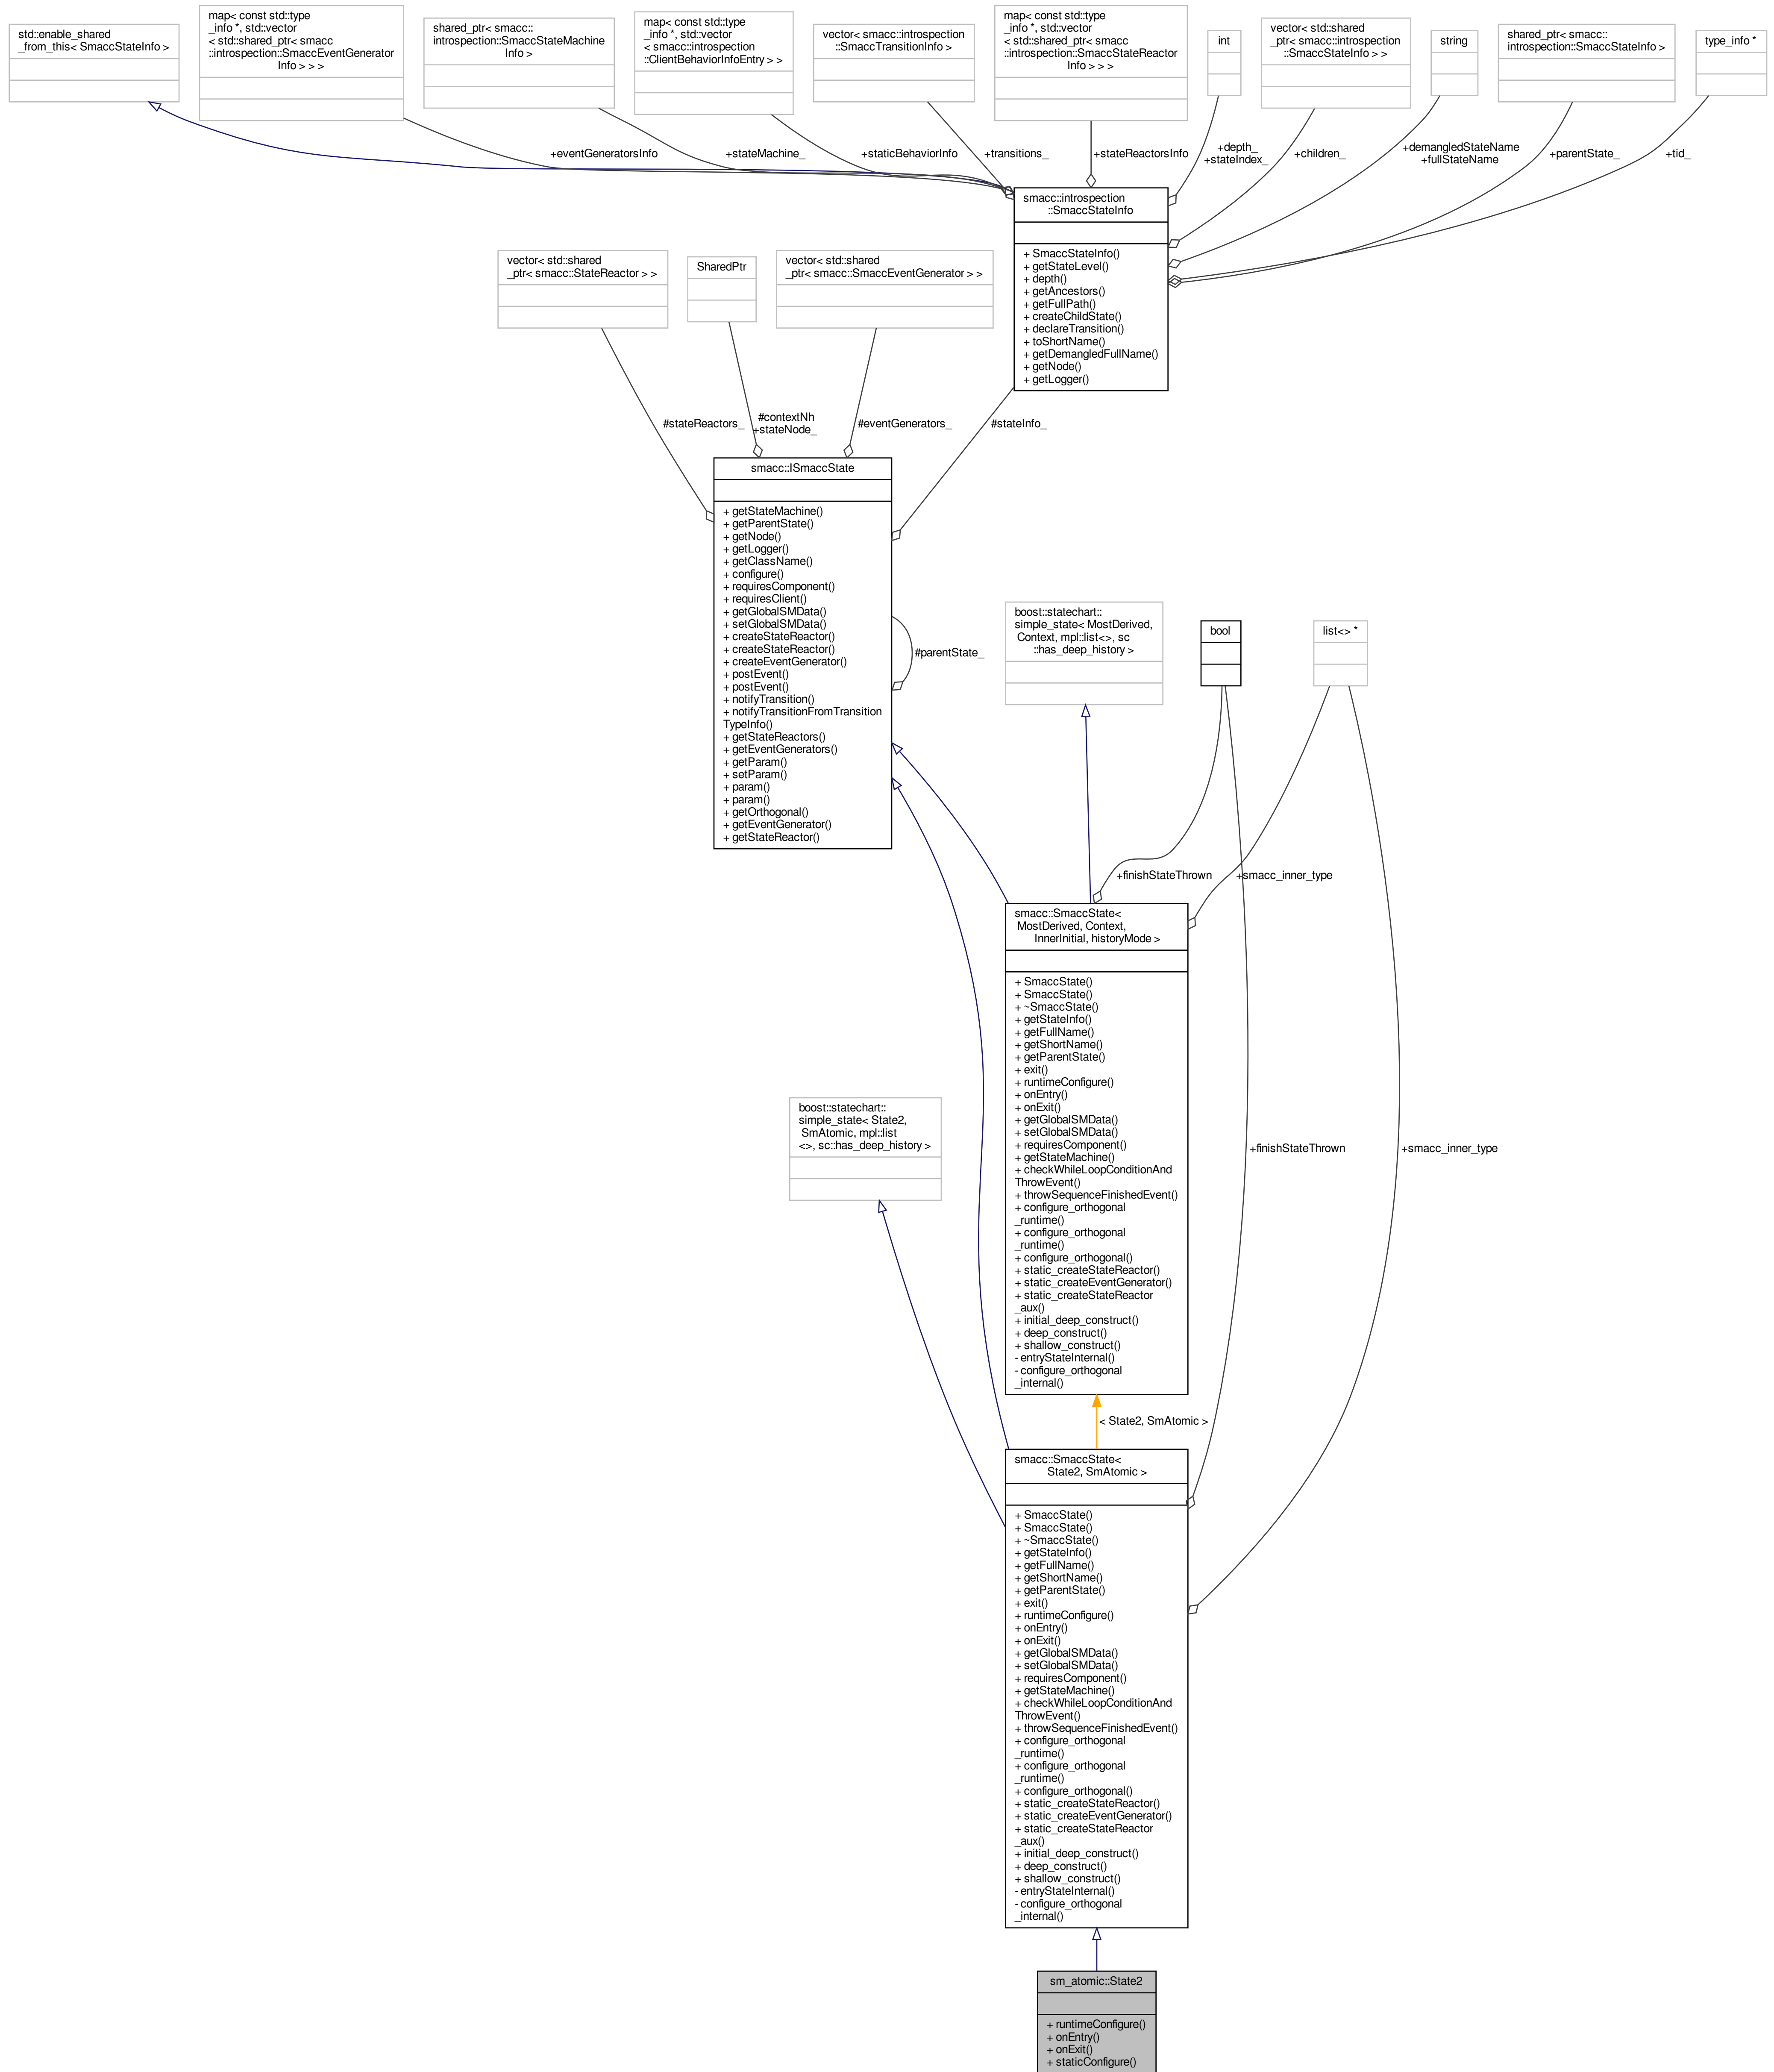 std::enable_shared
_from_this< SmaccStateInfo >
map< const std::type
_info *, std::vector
< std::shared_ptr< smacc
::introspection::SmaccEventGenerator
Info > > >
shared_ptr< smacc::
introspection::SmaccStateMachine
Info >
map< const std::type
_info *, std::vector
< smacc::introspection
::ClientBehaviorInfoEntry > >
vector< smacc::introspection
::SmaccTransitionInfo >
map< const std::type
_info *, std::vector
< std::shared_ptr< smacc
::introspection::SmaccStateReactor
Info > > >
int
vector< std::shared
_ptr< smacc::introspection
::SmaccStateInfo > >
string
shared_ptr< smacc::
introspection::SmaccStateInfo >
type_info *
+eventGeneratorsInfo
+stateMachine_
+staticBehaviorInfo
+transitions_
+stateReactorsInfo
+depth_
+stateIndex_
+children_
+demangledStateName
+fullStateName
+parentState_
+tid_
smacc::introspection
::SmaccStateInfo
+ SmaccStateInfo()
+ getStateLevel()
+ depth()
+ getAncestors()
+ getFullPath()
+ createChildState()
+ declareTransition()
+ toShortName()
+ getDemangledFullName()
+ getNode()
+ getLogger()
vector< std::shared
_ptr< smacc::StateReactor > >
SharedPtr
vector< std::shared
_ptr< smacc::SmaccEventGenerator > >
#stateReactors_
#contextNh
+stateNode_
#eventGenerators_
#stateInfo_
smacc::ISmaccState
+ getStateMachine()
+ getParentState()
+ getNode()
+ getLogger()
+ getClassName()
+ configure()
+ requiresComponent()
+ requiresClient()
+ getGlobalSMData()
+ setGlobalSMData()
+ createStateReactor()
+ createStateReactor()
+ createEventGenerator()
+ postEvent()
+ postEvent()
+ notifyTransition()
+ notifyTransitionFromTransition
TypeInfo()
+ getStateReactors()
+ getEventGenerators()
+ getParam()
+ setParam()
+ param()
+ param()
+ getOrthogonal()
+ getEventGenerator()
+ getStateReactor()
#parentState_
boost::statechart::
simple_state< MostDerived,
Context, mpl::list<>, sc
::has_deep_history >
bool
list<> *
+finishStateThrown
+smacc_inner_type
smacc::SmaccState<
MostDerived, Context,
InnerInitial, historyMode >
+ SmaccState()
+ SmaccState()
+ ~SmaccState()
+ getStateInfo()
+ getFullName()
+ getShortName()
+ getParentState()
+ exit()
+ runtimeConfigure()
+ onEntry()
+ onExit()
+ getGlobalSMData()
+ setGlobalSMData()
+ requiresComponent()
+ getStateMachine()
+ checkWhileLoopConditionAnd
ThrowEvent()
+ throwSequenceFinishedEvent()
+ configure_orthogonal
_runtime()
+ configure_orthogonal
_runtime()
+ configure_orthogonal()
+ static_createStateReactor()
+ static_createEventGenerator()
+ static_createStateReactor
_aux()
+ initial_deep_construct()
+ deep_construct()
+ shallow_construct()
- entryStateInternal()
- configure_orthogonal
_internal()
boost::statechart::
simple_state< State2,
SmAtomic, mpl::list
<>, sc::has_deep_history >
+finishStateThrown
+smacc_inner_type
< State2, SmAtomic >
smacc::SmaccState<
State2, SmAtomic >
+ SmaccState()
+ SmaccState()
+ ~SmaccState()
+ getStateInfo()
+ getFullName()
+ getShortName()
+ getParentState()
+ exit()
+ runtimeConfigure()
+ onEntry()
+ onExit()
+ getGlobalSMData()
+ setGlobalSMData()
+ requiresComponent()
+ getStateMachine()
+ checkWhileLoopConditionAnd
ThrowEvent()
+ throwSequenceFinishedEvent()
+ configure_orthogonal
_runtime()
+ configure_orthogonal
_runtime()
+ configure_orthogonal()
+ static_createStateReactor()
+ static_createEventGenerator()
+ static_createStateReactor
_aux()
+ initial_deep_construct()
+ deep_construct()
+ shallow_construct()
- entryStateInternal()
- configure_orthogonal
_internal()
sm_atomic::State2
+ runtimeConfigure()
+ onEntry()
+ onExit()
+ staticConfigure()